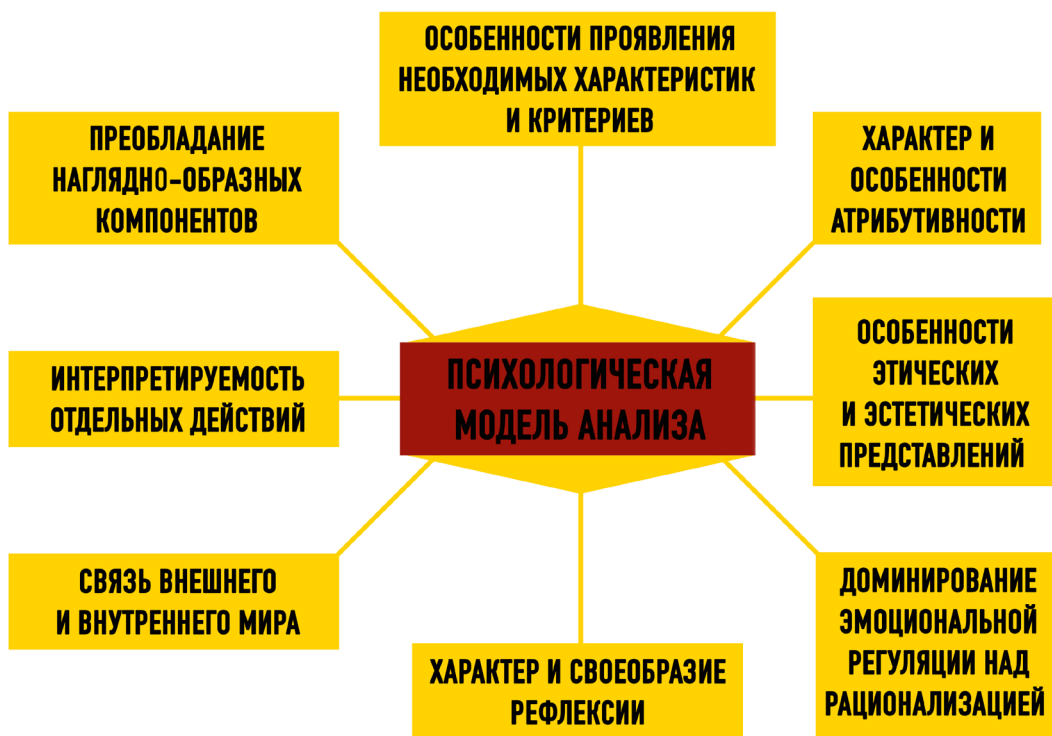 ОСОБЕННОСТИ ПРОЯВЛЕНИЯ
НЕОБХОДИМЫХ ХАРАКТЕРИСТИК
И КРИТЕРИЕВ
ПРЕОБЛАДАНИЕ
НАГЛЯДНО-ОБРАЗНЫХ
КОМПОНЕНТОВ
ХАРАКТЕР И
ОСОБЕННОСТИ
АТРИБУТИВНОСТИ
ИНТЕРПРЕТИРУЕМОСТЬ
ОТДЕЛЬНЫХ ДЕЙСТВИЙ
ПСИХОЛОГИЧЕСКАЯ
МОДЕЛЬ АНАЛИЗА
ОСОБЕННОСТИ
ЭТИЧЕСКИХ
И ЭСТЕТИЧЕСКИХ
ПРЕДСТАВЛЕНИЙ
СВЯЗЬ ВНЕШНЕГО
И ВНУТРЕННЕГО МИРА
ХАРАКТЕР И СВОЕОБРАЗИЕ
РЕФЛЕКСИИ
ДОМИНИРОВАНИЕ
ЭМОЦИОНАЛЬНОЙ
РЕГУЛЯЦИИ НАД
РАЦИОНАЛИЗАЦИЕЙ